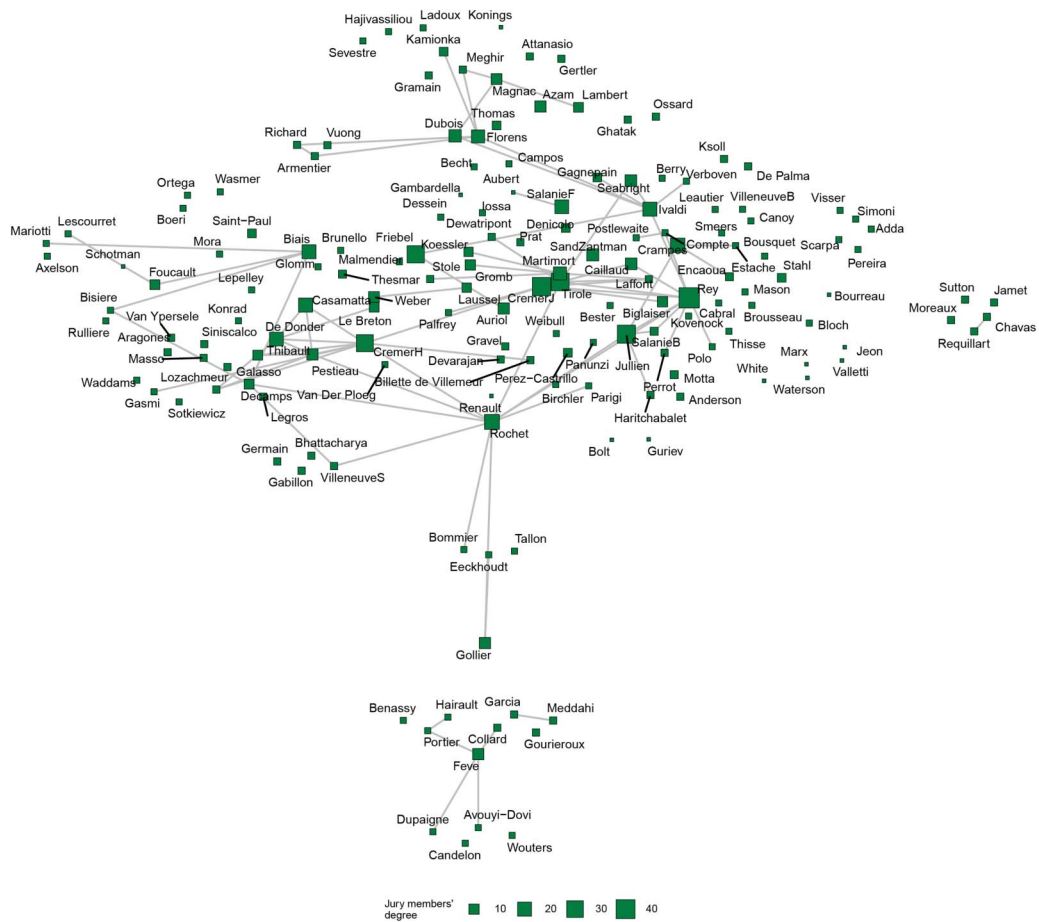 Konings
Ladoux
Hajivassiliou
Kamionka
Sevestre
Attanasio
Meghir
Gertler
Gramain
Magnac
Azam
Lambert
Ossard
Thomas
Ghatak
Dubois
Florens
Richard
Vuong
Armentier
Ksoll
Becht
Campos
Gagnepain
Berry
Verboven
De Palma
Aubert
Seabright
Gambardella
SalanieF
Ortega
Wasmer
Dessein
Jossa
Leautier
VilleneuveB
Visser
Ivaldi
Simoni
Boeri
Lescourret
Saint−Paul
Dewatripont
Denicolo
Postlewaite
Smeers
Canoy
Adda
Mariotti
Mora
Biais
Brunello
Friebel
Koessler
Prat
SandZantman
Compte
Bousquet
Scarpa
Crampes
Schotman
Glomm
Malmendier
Martimort
Pereira
Axelson
Foucault
Lepelley
Thesmar
Stole
Gromb
Caillaud
Encaoua
Estache
Stahl
Laffont
Bisiere
Konrad
Casamatta
Weber
Laussel
CremerJ
Tirole
Rey
Mason
Bourreau
Sutton
Jamet
Van Ypersele
Le Breton
Palfrey
Auriol
Bester
Biglaiser
Cabral
Brousseau
Moreaux
Rulliere
De Donder
Weibull
Kovenock
Bloch
Chavas
Aragones
Siniscalco
Gravel
SalanieB
Thisse
Requillart
Masso
Thibault
CremerH
Devarajan
Panunzi
Jullien
Polo
Marx
Jeon
Lozachmeur
Galasso
Pestieau
Billette de Villemeur
Perez−Castrillo
Perrot
Motta
White
Valletti
Waddams
Gasmi
Decamps
Van Der Ploeg
Birchler
Parigi
Anderson
Waterson
Sotkiewicz
Legros
Renault
Haritchabalet
Rochet
Bhattacharya
Germain
Bolt
Guriev
Gabillon
VilleneuveS
Bommier
Tallon
Eeckhoudt
Gollier
Garcia
Benassy
Hairault
Meddahi
Portier
Collard
Gourieroux
Feve
Dupaigne
Avouyi−Dovi
Candelon
Wouters
Jury members'
degree
10
20
30
40